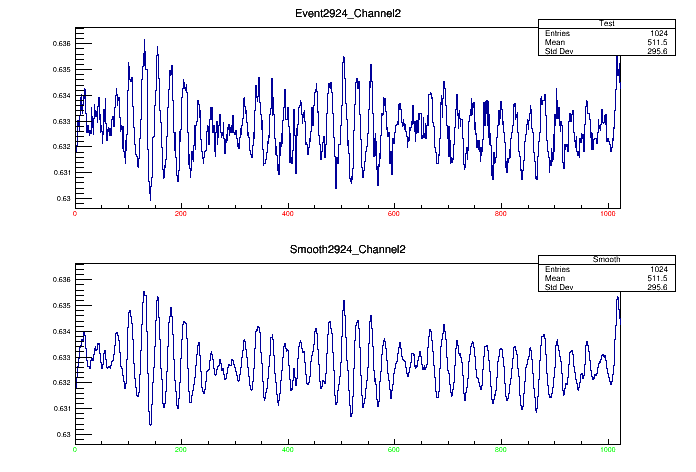 Event2924_Channel2
Test
Entries 1024
Mean 511.5
Std Dev 295.6
0.636
0.635
0.634
0.633
0.632
0.631
0.63
0 200 400 600 800 1000
Smooth2924_Channel2
Smooth
Entries 1024
Mean 511.5
Std Dev 295.6
0.636
0.635
0.634
0.633
0.632
0.631
0.63
0 200 400 600 800 1000